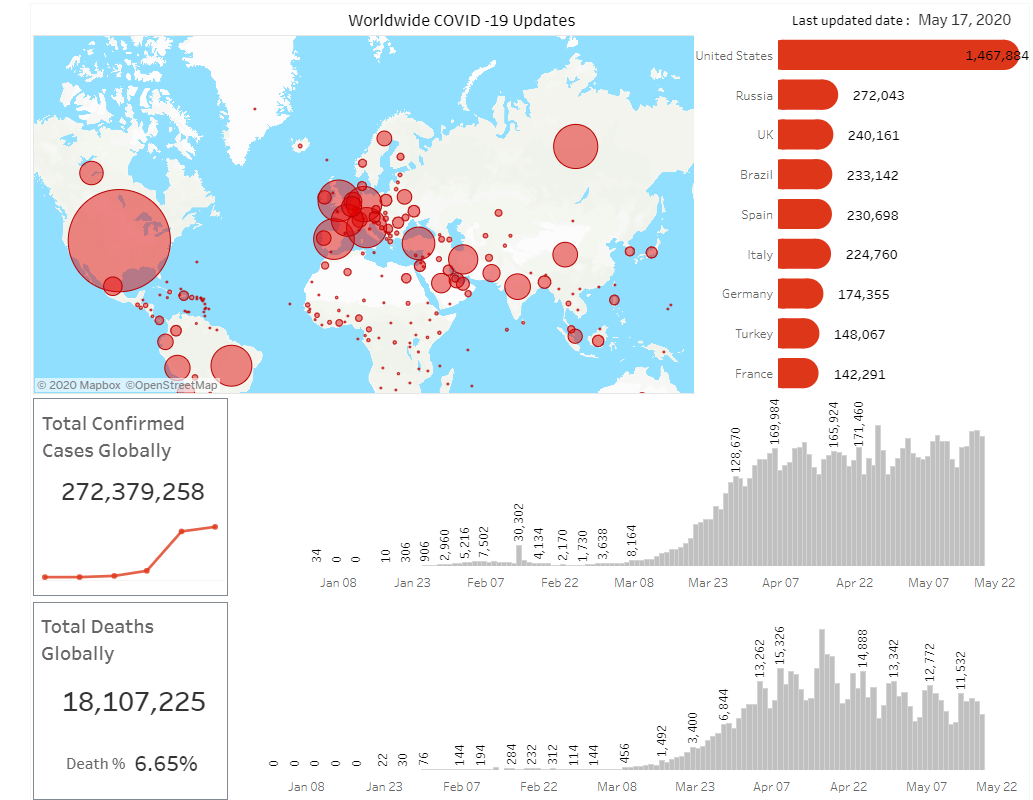 Worldwide COVID -19 Updates
Last updated date : May 17, 2020
United States 1,467,884
Russia 272,043
UK 240,161
Brazil 233,142
Spain 230,698
Italy 224,760
Germany 174,355
Turkey 148,067
France 142,291
© 2020 Mapbox ©OpenStreetMap
Total Confirmed
Cases Globally
272,379,258
34 0 0 10 306 906 2,960 5,216 7,502 30,302 4,134 2,170 1,730 3,638 8,164 128,670 169,984 165,924 171,460
Jan 08 Jan 23 Feb 07 Feb 22 Mar 08 Mar 23 Apr 07 Apr 22 May 07 May 22
Total Deaths
Globally
18,107,225
Death % 6.65%
0 0 0 0 0 22 30 76 144 194 284 232 312 114 144 456 1,492 3,400 6,844 13,262 15,326 14,888 13,342 12,772 11,532
Jan 08 Jan 23 Feb 07 Feb 22 Mar 08 Mar 23 Apr 07 Apr 22 May 07 May 22